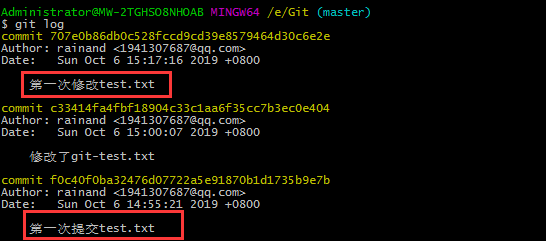 Administrator@MW-2TGHSO8NHOAB MINGW64 /e/Git (master)
$ git log
commit 707e0b86db0c528fccd9cd39e8579464d30c6e2e
Author: rainand <1941307687@qq.com>
Date:   Sun Oct 6 15:17:16 2019 +0800
第一次修改test.txt
commit c33414fa4fbf18904c33c1aa6f35cc7b3ec0e404
Author: rainand <1941307687@qq.com>
Date:   Sun Oct 6 15:00:07 2019 +0800
修改了git-test.txt
commit f0c40f0ba32476d07722a5e91870b1d1735b9e7b
Author: rainand <1941307687@qq.com>
Date:   Sun Oct 6 14:55:21 2019 +0800
第一次提交test.txt